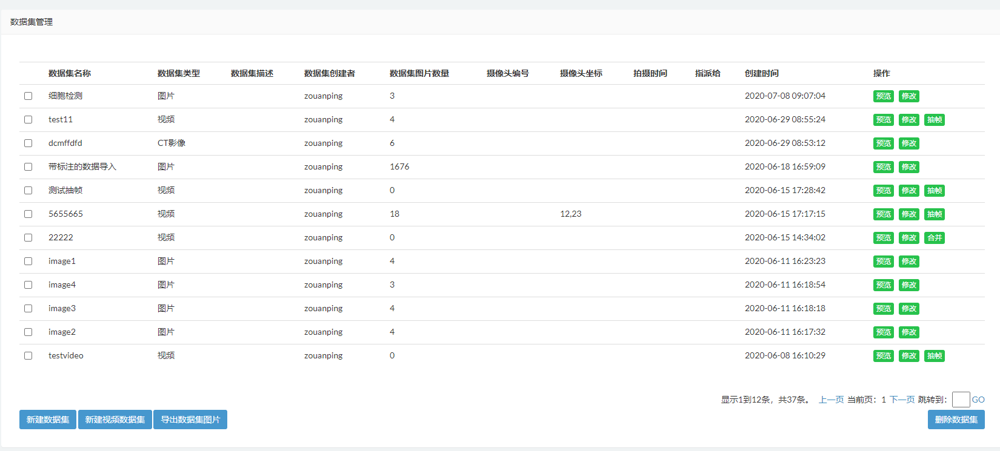 数据集管理
数据集名称 数据集类型 数据集描述 数据集创建者 数据集图片数量 摄像头编号 摄像头坐标 拍摄时间 指派给 创建时间 操作
细胞检测 图片 zouanping 3 2020-07-08 09:07:04 预览 修改
test11 视频 zouanping 4 2020-06-29 08:55:24 预览 修改 抽帧
dcmffdfd CT影像 zouanping 6 2020-06-29 08:53:12 预览 修改
带标注的数据导入 图片 zouanping 1676 2020-06-18 16:59:09 预览 修改
测试抽帧 视频 zouanping 0 2020-06-15 17:28:42 预览 修改 抽帧
5655665 视频 zouanping 18 12,23 2020-06-15 17:17:15 预览 修改 抽帧
22222 视频 zouanping 0 2020-06-15 14:34:02 预览 修改 合并
image1 图片 zouanping 4 2020-06-11 16:23:23 预览 修改
image4 图片 zouanping 3 2020-06-11 16:18:54 预览 修改
image3 图片 zouanping 4 2020-06-11 16:18:18 预览 修改
image2 图片 zouanping 4 2020-06-11 16:17:32 预览 修改
testvideo 视频 zouanping 0 2020-06-08 16:10:29 预览 修改 抽帧
显示1到12条，共37条。 上一页 当前页：1 下一页 跳转到： GO
新建数据集 新建视频数据集 导出数据集图片 删除数据集